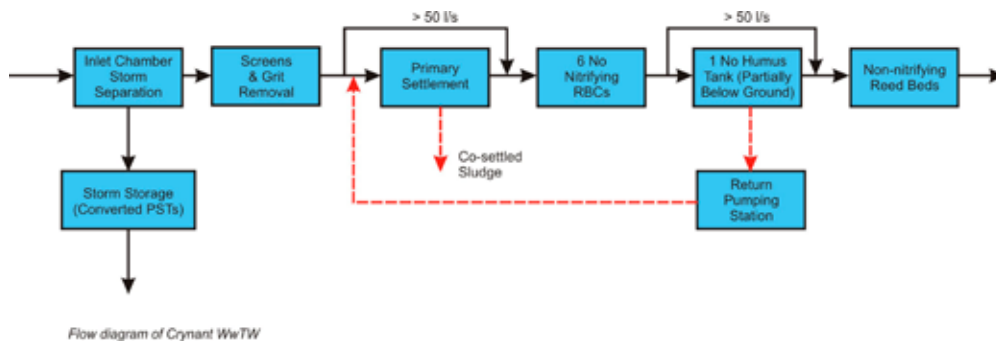 > 50 l/s
> 50 l/s
Inlet Chamber
Storm
Separation
Screens
& Grit
Removal
Primary
Settlement
6 No
Nitrifying
RBCs
1 No Humus
Tank (Partially
Below Ground)
Non-nitrifying
Reed Beds
Co-settled
Sludge
Storm Storage
(Converted PSTs)
Return
Pumping
Station
Flow diagram of Crynant WwTW